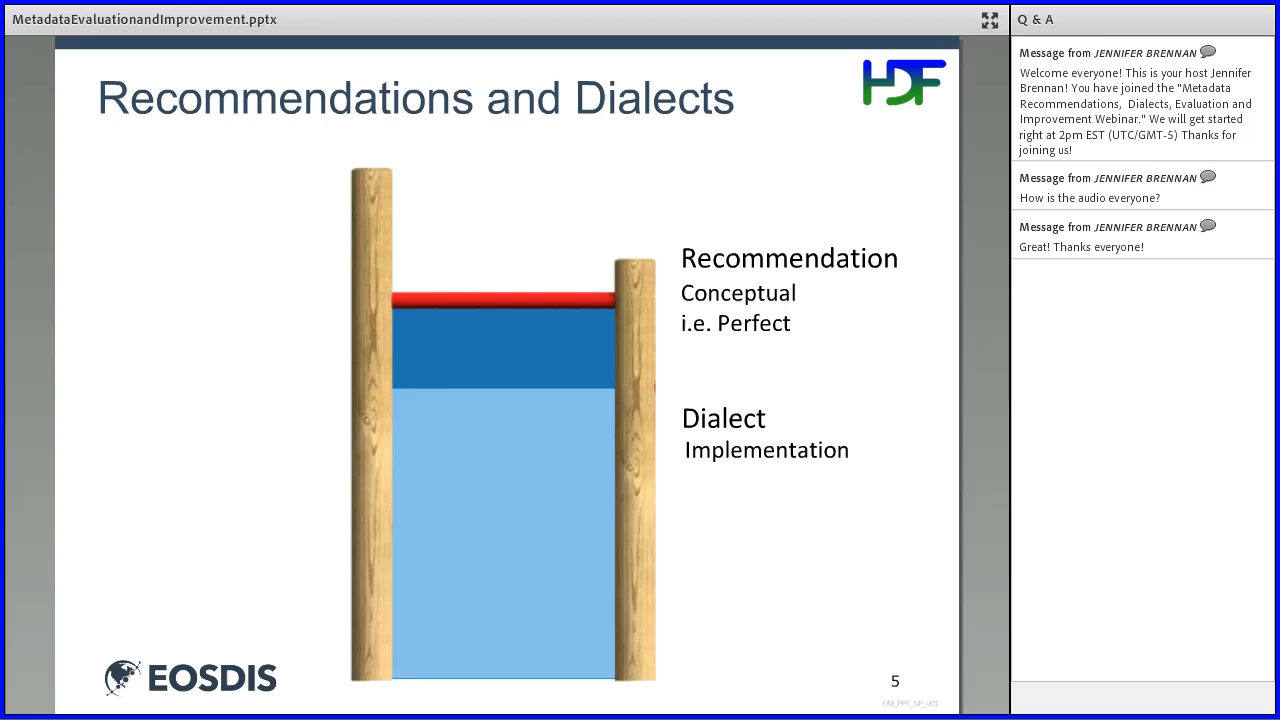 MetadataEvaluationandImprovement.pptx
Recommendations and Dialects
HDF
Recommendation
Conceptual
i.e. Perfect
Dialect
Implementation
EOSDIS
5
DM_PPT_NP_v01
Q & A
Message from JENNIFER BRENNAN
Welcome everyone! This is your host Jennifer
Brennan! You have joined the "Metadata
Recommendations,  Dialects, Evaluation and
Improvement Webinar." We will get started
right at 2pm EST (UTC/GMT-5) Thanks for
joining us!
Message from JENNIFER BRENNAN
How is the audio everyone?
Message from JENNIFER BRENNAN
Great! Thanks everyone!